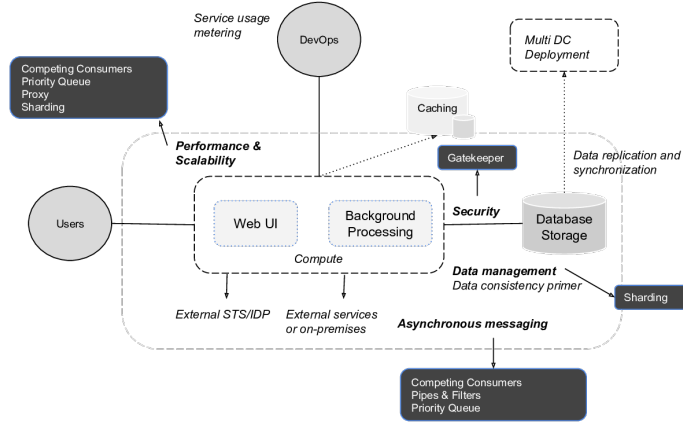 Service usage
metering
DevOps
Multi DC
Deployment
Competing Consumers
Priority Queue
Proxy
Sharding
Caching
Performance &
Scalability
Gatekeeper
Data replication and
synchronization
Users
Web UI
Background
Processing
Compute
Security
Database
Storage
Data management
Data consistency primer
Sharding
External STS/IDP
External services
or on-premises
Asynchronous messaging
Competing Consumers
Pipes & Filters
Priority Queue